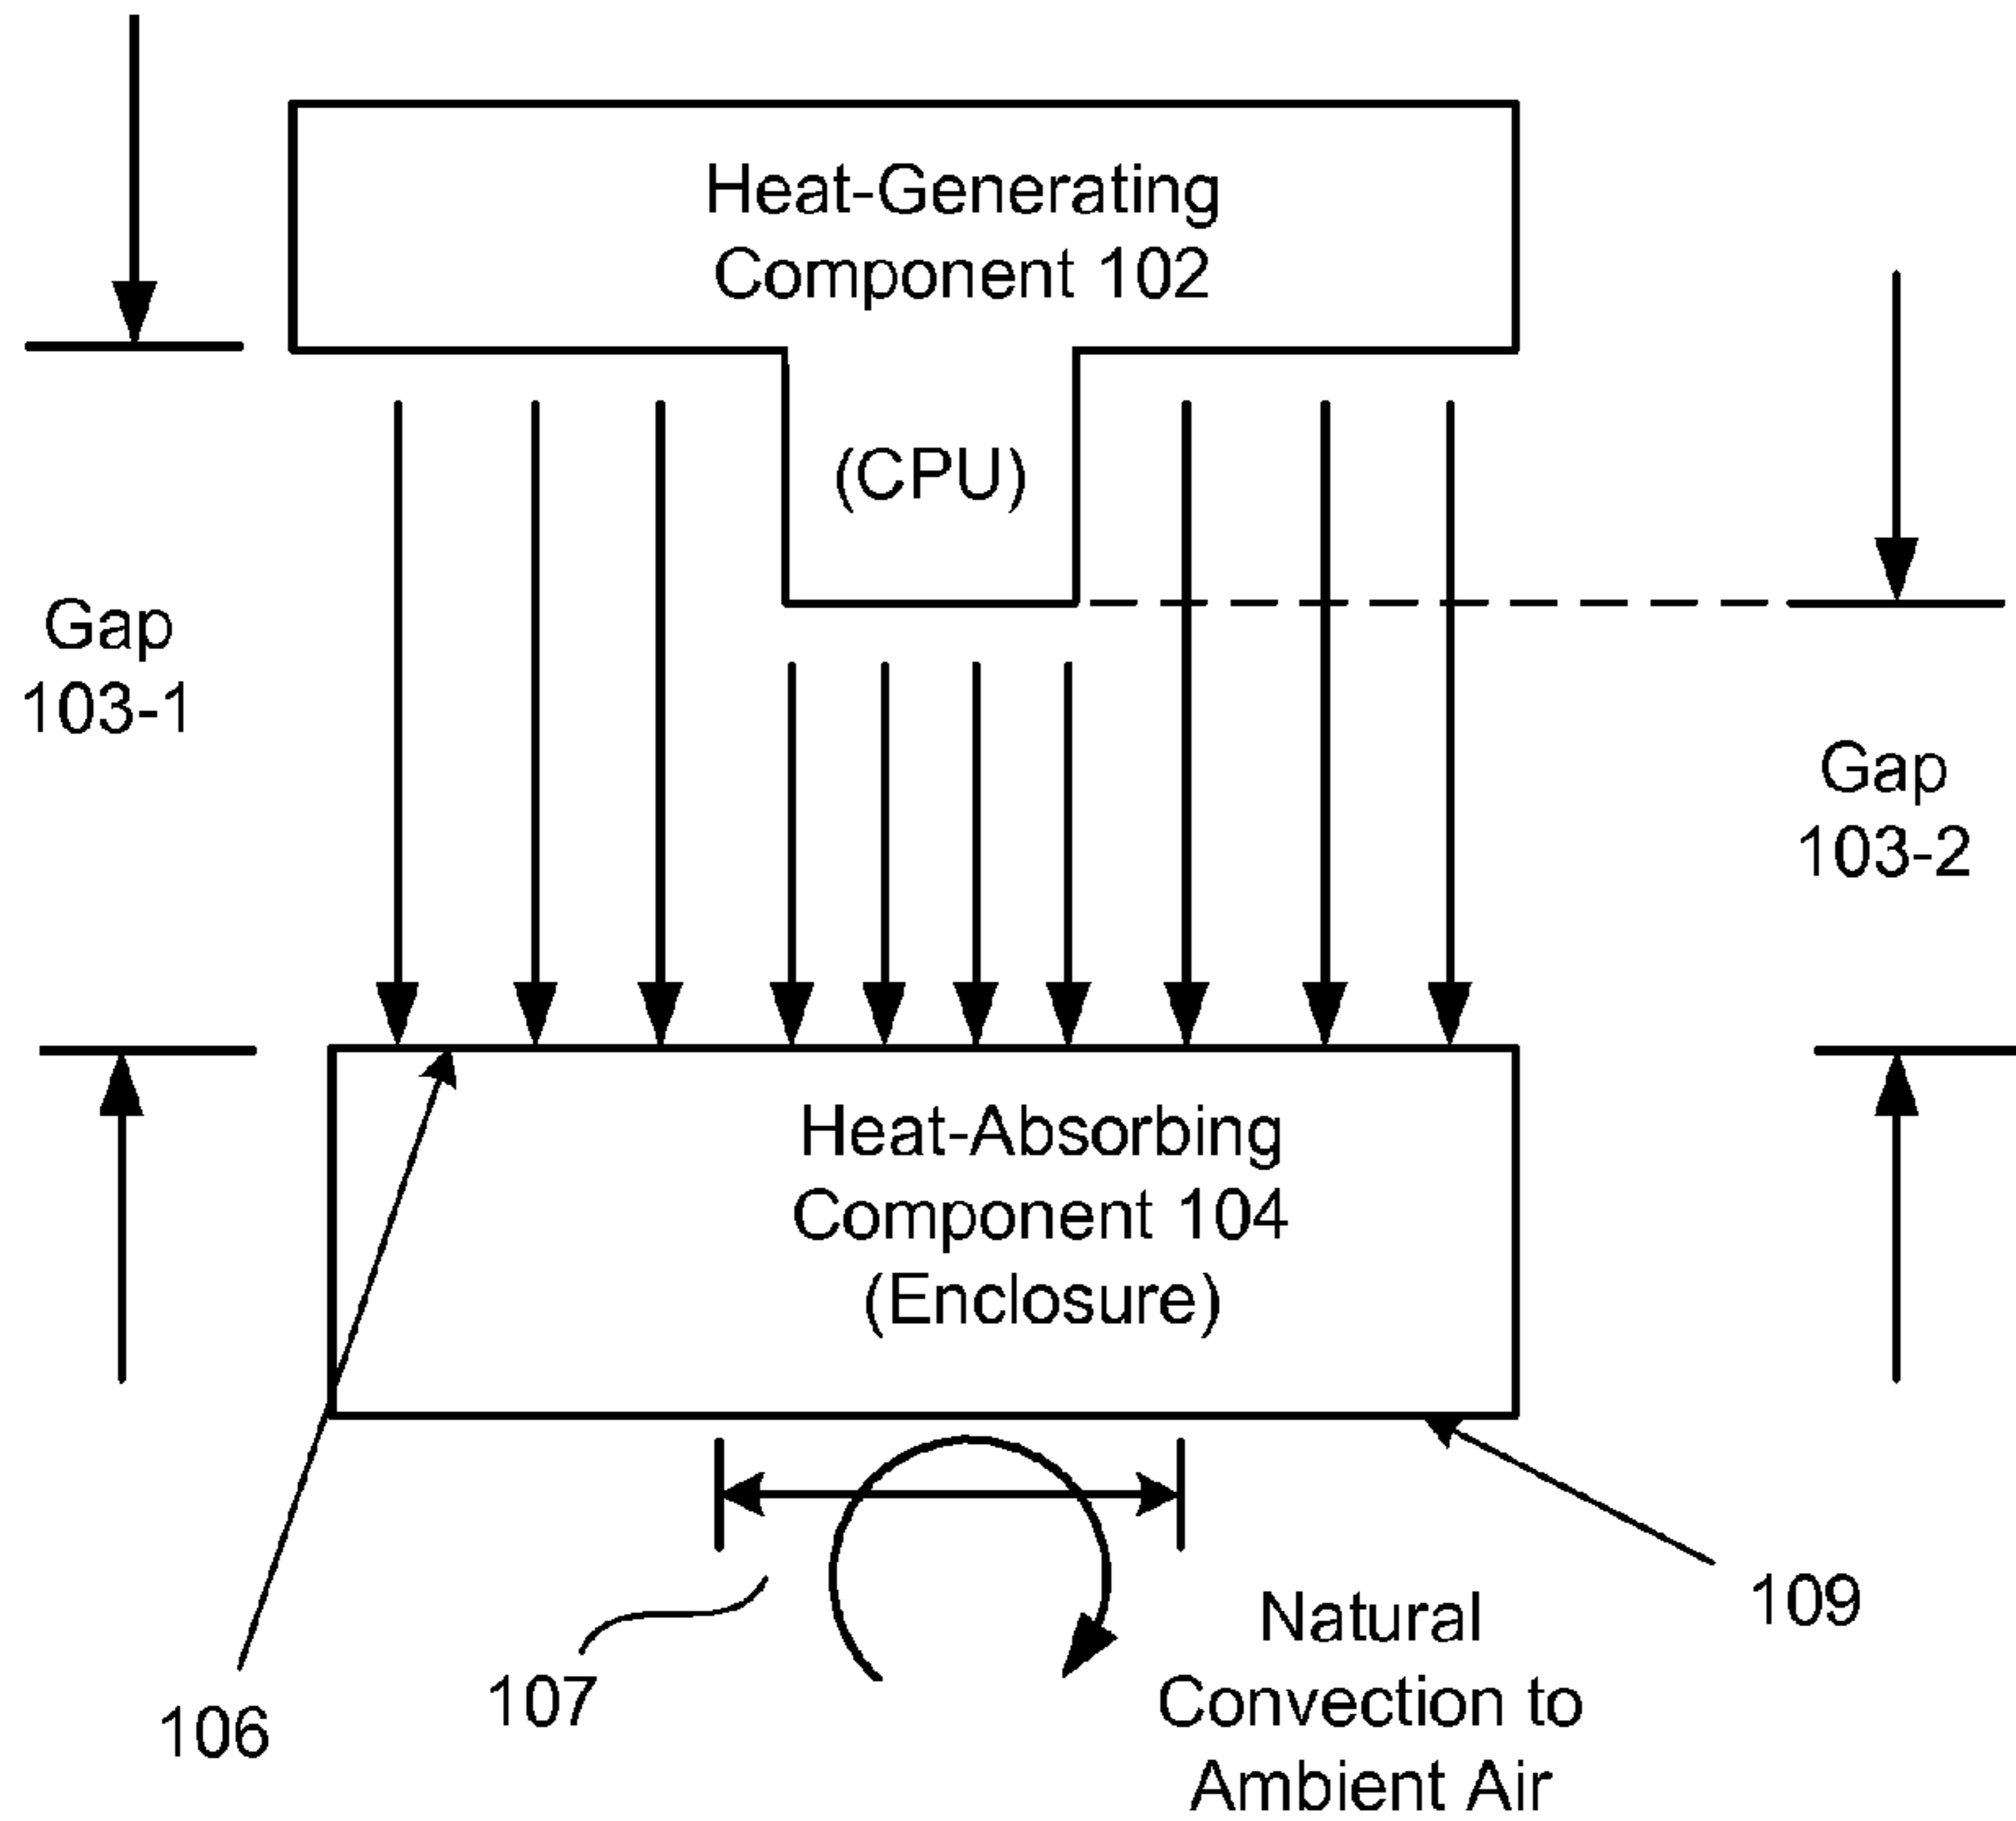 Heat-Generating
Component 102
(CPU)
Gap
103-1
Gap
103-2
Heat-Absorbing
Component 104
(Enclosure)
109
107
106
Natural
Convection to
Ambient Air